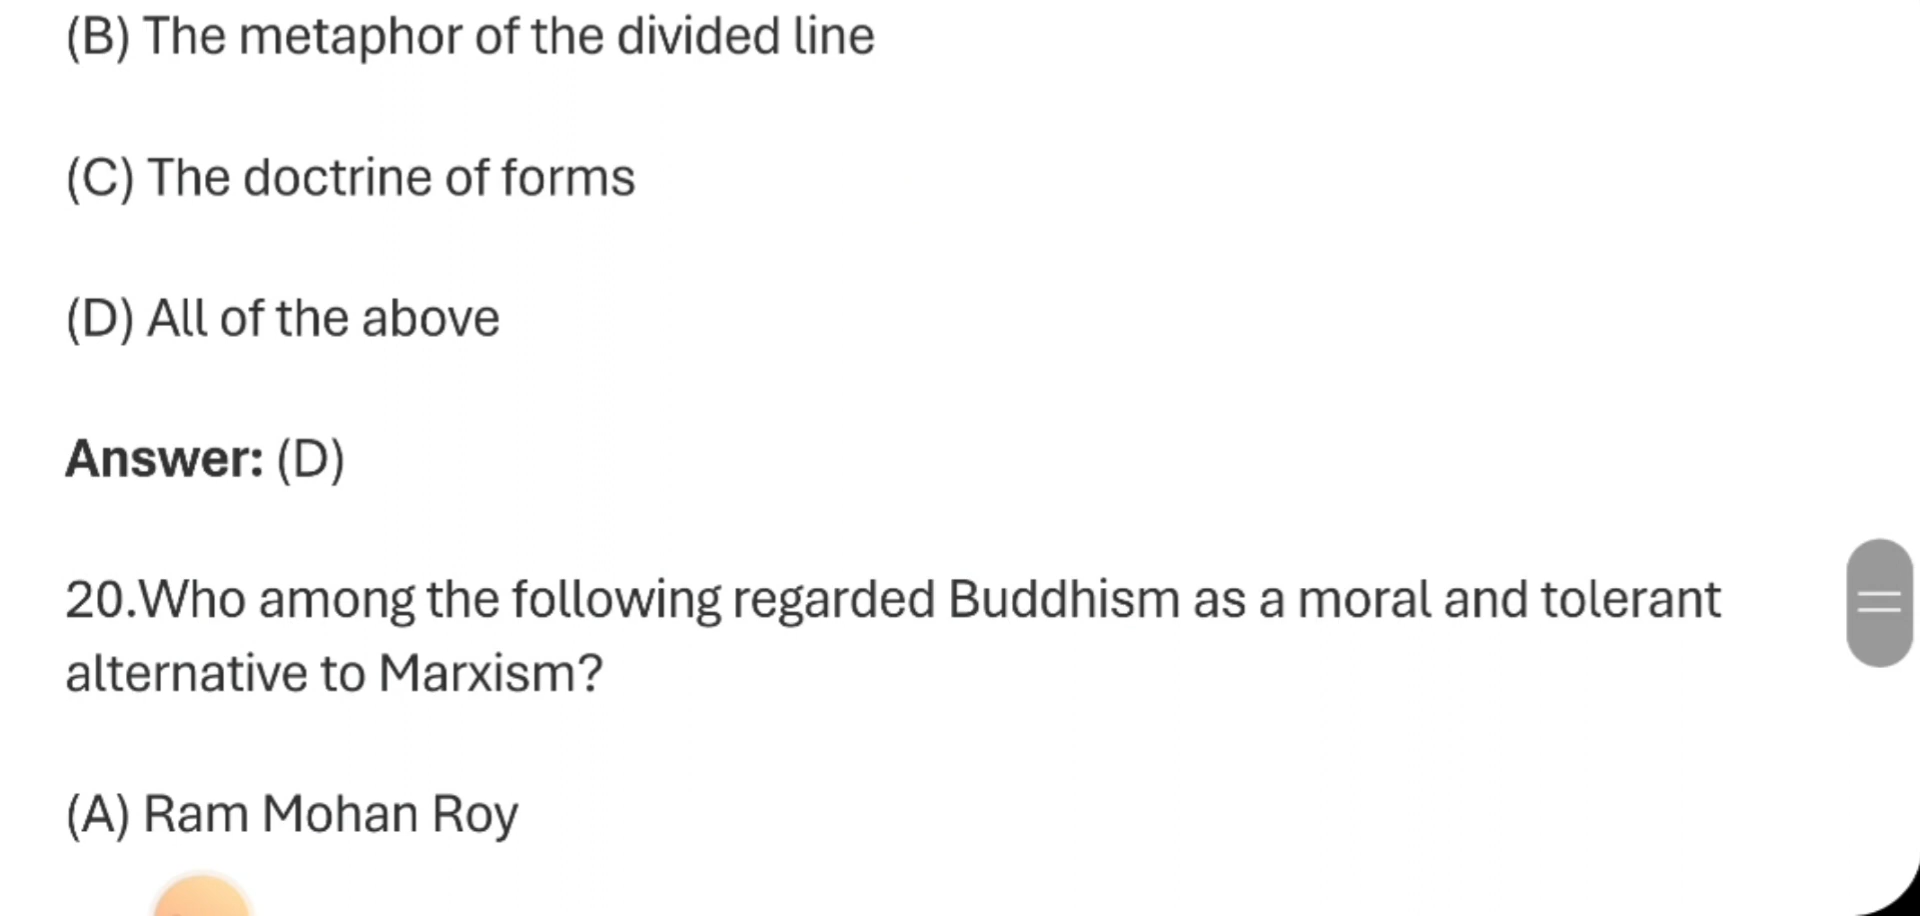 (B) The metaphor of the divided line
(C) The doctrine of forms
(D) All of the above
Answer: (D)
20.Who among the following regarded Buddhism as a moral and tolerant
alternative to Marxism?
(A) Ram Mohan Roy